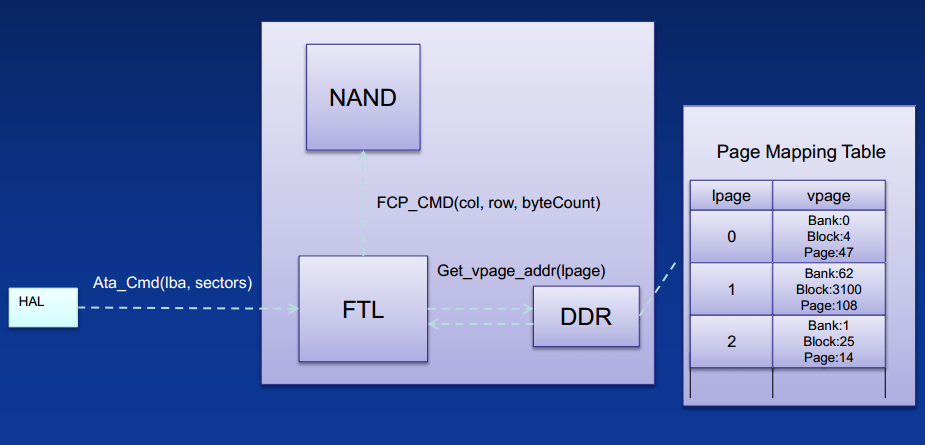 NAND
FCP_CMD(col, row, byteCount)
Ata_Cmd(lba, sectors)
HAL
FTL
Get_vpage_addr(lpage)
DDR
Page Mapping Table
lpage vpage
0
Bank:0
Block:4
Page:47
1
Bank:62
Block:3100
Page:108
2
Bank:1
Block:25
Page:14